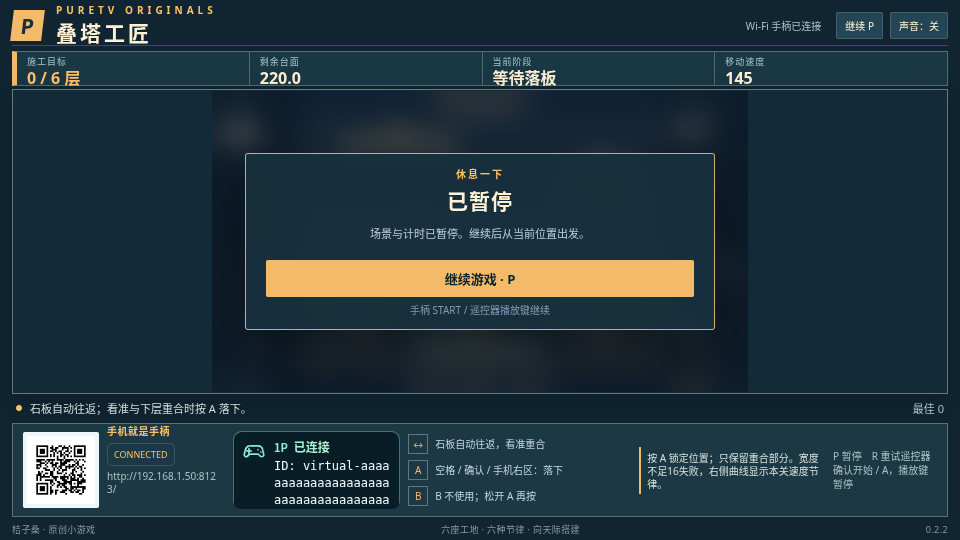 P
PURETV ORIGINALS
叠塔工匠
Wi-Fi 手柄已连接
继续 P
声音：关
施工目标
0 / 6 层
剩余台面
220.0
当前阶段
等待落板
移动速度
145
休息一下
已暂停
场景与计时已暂停。继续后从当前位置出发。
继续游戏 · P
手柄 START / 遥控器播放键继续
石板自动往返；看准与下层重合时按 A 落下。
最佳 0
手机就是手柄
CONNECTED
http://192.168.1.50:812
3/
1P 已连接
ID: virtual-aaaa
aaaaaaaaaaaaaaaa
aaaaaaaaaaaaaaaa
↔ 石板自动往返，看准重合
A 空格 / 确认 / 手机右区：落下
B B 不使用；松开 A 再按
按 A 锁定位置；只保留重合部分。宽度
不足16失败，右侧曲线显示本关速度节
律。
P 暂停 R 重试遥控器
确认开始 / A，播放键
暂停
桔子桑 · 原创小游戏
六座工地 · 六种节律 · 向天际搭建
0.2.2